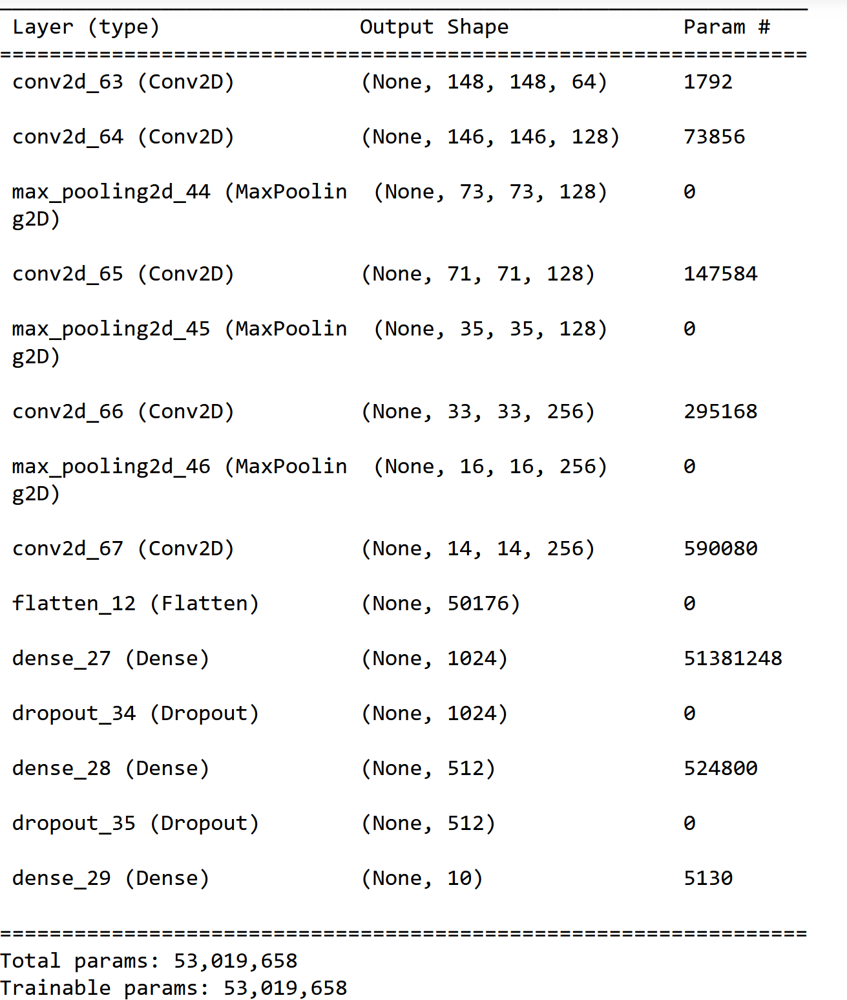 Layer (type) Output Shape Param #
=================================================================
conv2d_63 (Conv2D) (None, 148, 148, 64) 1792
conv2d_64 (Conv2D) (None, 146, 146, 128) 73856
max_pooling2d_44 (MaxPoolin (None, 73, 73, 128) 0
g2D)
conv2d_65 (Conv2D) (None, 71, 71, 128) 147584
max_pooling2d_45 (MaxPoolin (None, 35, 35, 128) 0
g2D)
conv2d_66 (Conv2D) (None, 33, 33, 256) 295168
max_pooling2d_46 (MaxPoolin (None, 16, 16, 256) 0
g2D)
conv2d_67 (Conv2D) (None, 14, 14, 256) 590080
flatten_12 (Flatten) (None, 50176) 0
dense_27 (Dense) (None, 1024) 51381248
dropout_34 (Dropout) (None, 1024) 0
dense_28 (Dense) (None, 512) 524800
dropout_35 (Dropout) (None, 512) 0
dense_29 (Dense) (None, 10) 5130
=================================================================
Total params: 53,019,658
Trainable params: 53,019,658